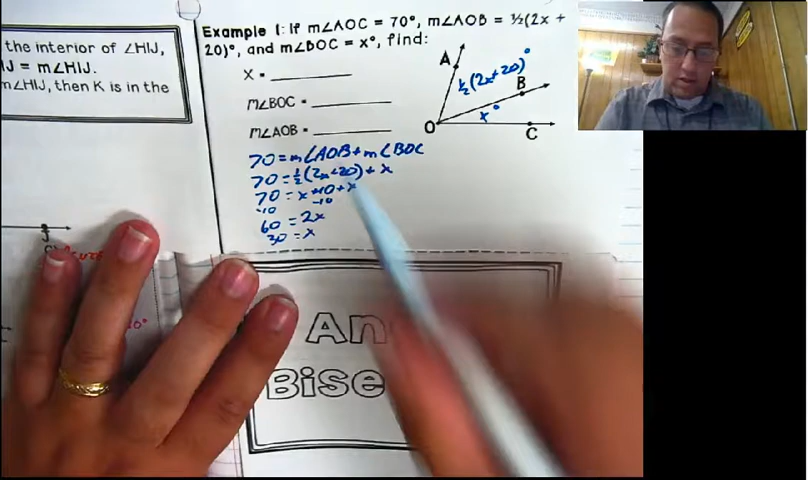 the interior of ∠HIJ,
IJ = m∠HIJ.
m∠HIJ, then K is in the
Example 1: If m∠AOC = 70°, m∠AOB = ½(2x +
20)°, and m∠BOC = x°, find:
x = ________
m∠BOC = ________
m∠AOB = ________
A
½(2x+20)°
B
x°
O
C
70 = m∠AOB + m∠BOC
70 = ½(2x+20) + x
70 = x+10+x
-10 -10
60 = 2x
30 = x
An
Bise